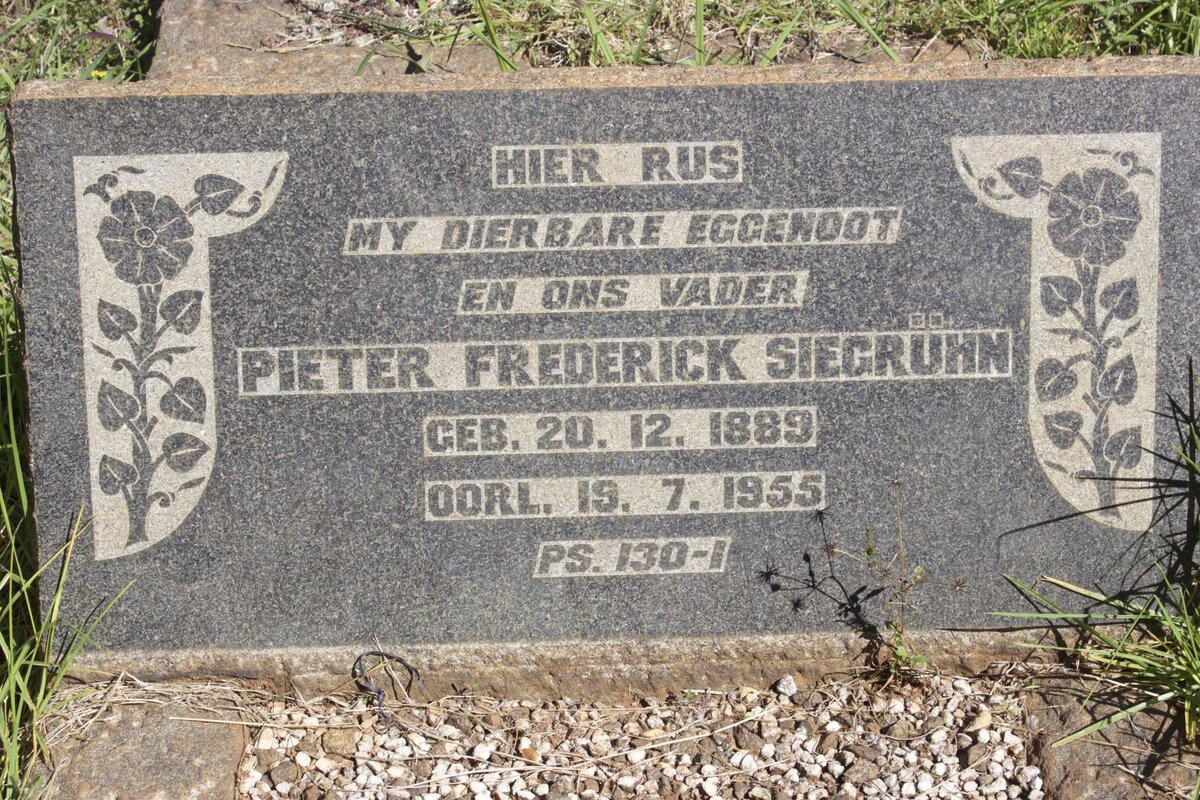 HIER RUS
MY DIERBARE EGGENOOT
EN ONS VADER
PIETER FREDERICK SIEGRÜHN
GEB. 20. 12. 1889
OORL. 19. 7. 1955
PS. 130-1